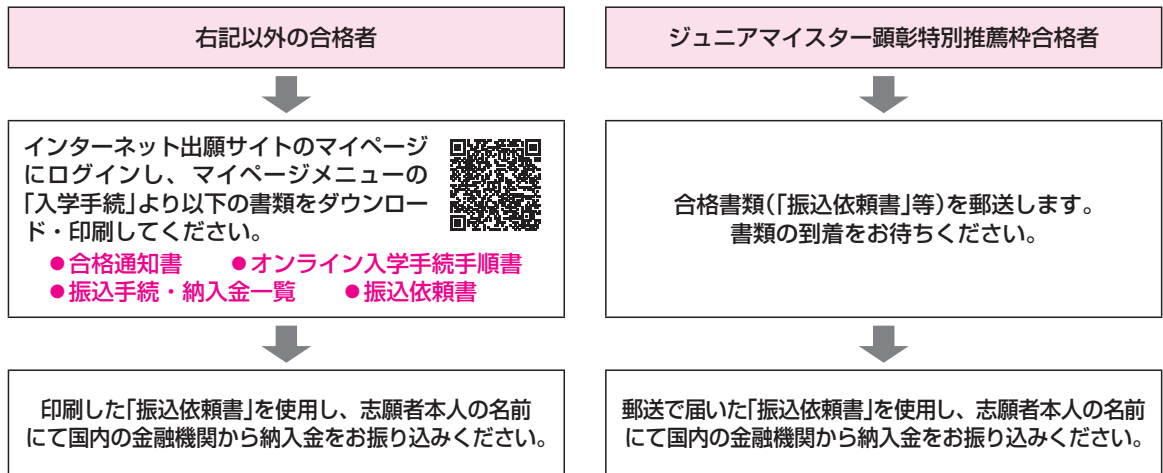 右記以外の合格者
インターネット出願サイトのマイページ
にログインし、マイページメニューの
「入学手続」より以下の書類をダウンロー
ド・印刷してください。
●合格通知書 ●オンライン入学手続手順書
●振込手続・納入金一覧 ●振込依頼書
印刷した「振込依頼書」を使用し、志願者本人の名前
にて国内の金融機関から納入金をお振り込みください。
ジュニアマイスター顕彰特別推薦枠合格者
合格書類(「振込依頼書」等)を郵送します。
書類の到着をお待ちください。
郵送で届いた「振込依頼書」を使用し、志願者本人の名前
にて国内の金融機関から納入金をお振り込みください。